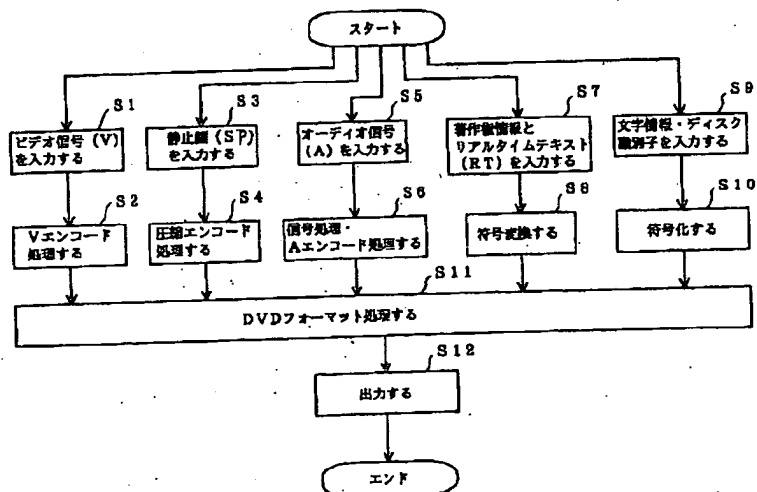 スタート
S1
S3
S5
S7
S9
ビデオ信号(V)
を入力する
静止画(SP)
を入力する
オーディオ信号
(A)を入力する
著作権情報と
リアルタイムテキスト
(RT)を入力する
文字情報・ディスク
識別子を入力する
S2
S4
S6
S8
S10
Vエンコード
処理する
圧縮エンコード
処理する
信号処理・
Aエンコード処理する
符号変換する
符号化する
S11
DVDフォーマット処理する
S12
出力する
エンド